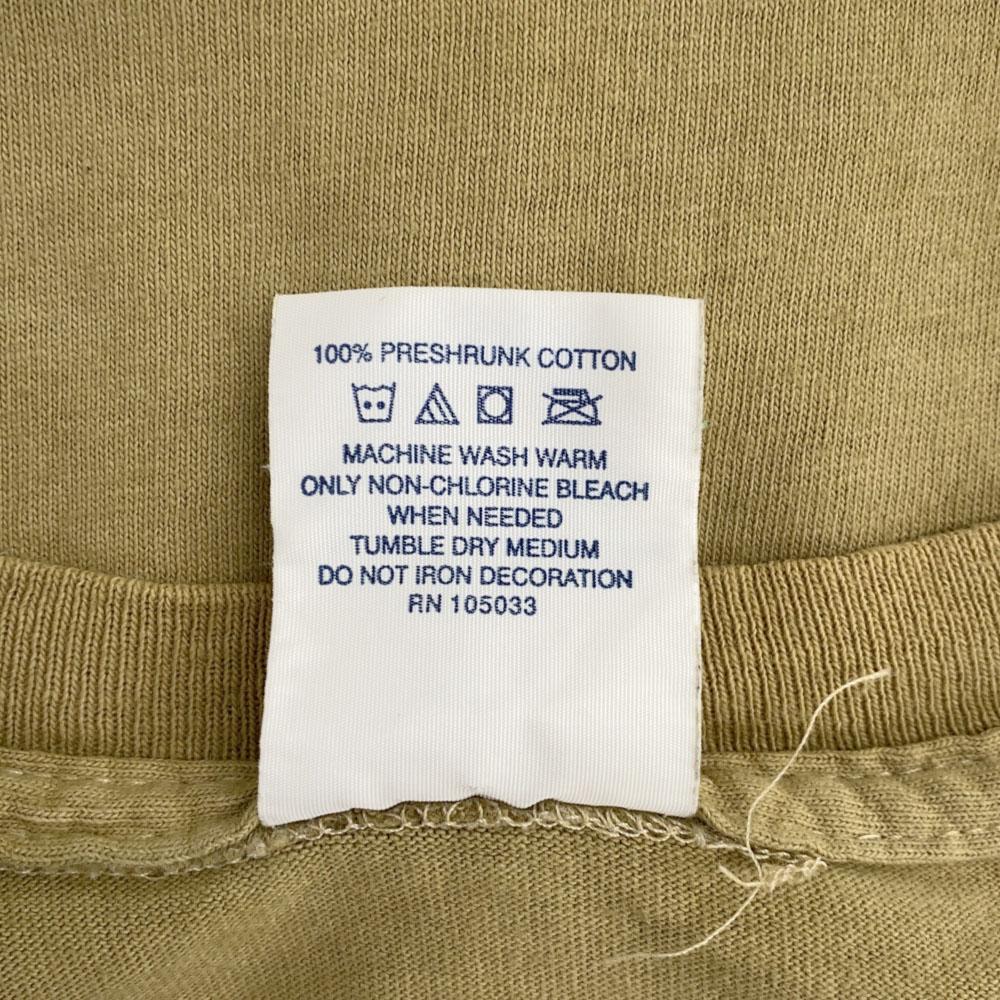 100% PRESHRUNK COTTON
MACHINE WASH WARM
ONLY NON-CHLORINE BLEACH
WHEN NEEDED
TUMBLE DRY MEDIUM
DO NOT IRON DECORATION
RN 105033